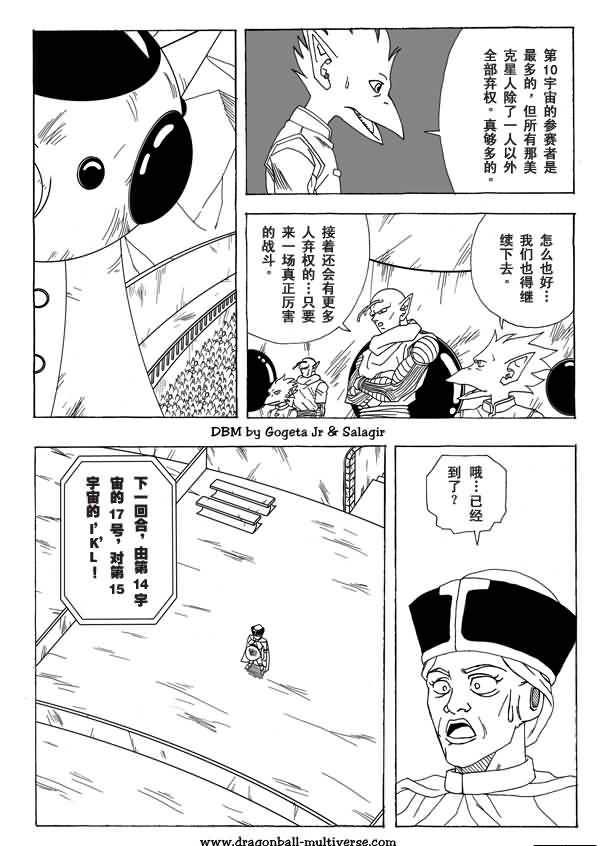 第10宇宙的参赛者是
最多的，但所有那美
克星人除了一人以外
全部弃权。真够多的。
怎么也好…
我们也得继
续下去。
接着还会有更多
人弃权的…只要
来一场真正厉害
的战斗。
DBM by Gogeta Jr & Salagir
下一回合，由第14宇
宙的17号，对第15
宇宙的I'K'L！
哦…已经
到了？
www.dragonball-multiverse.com